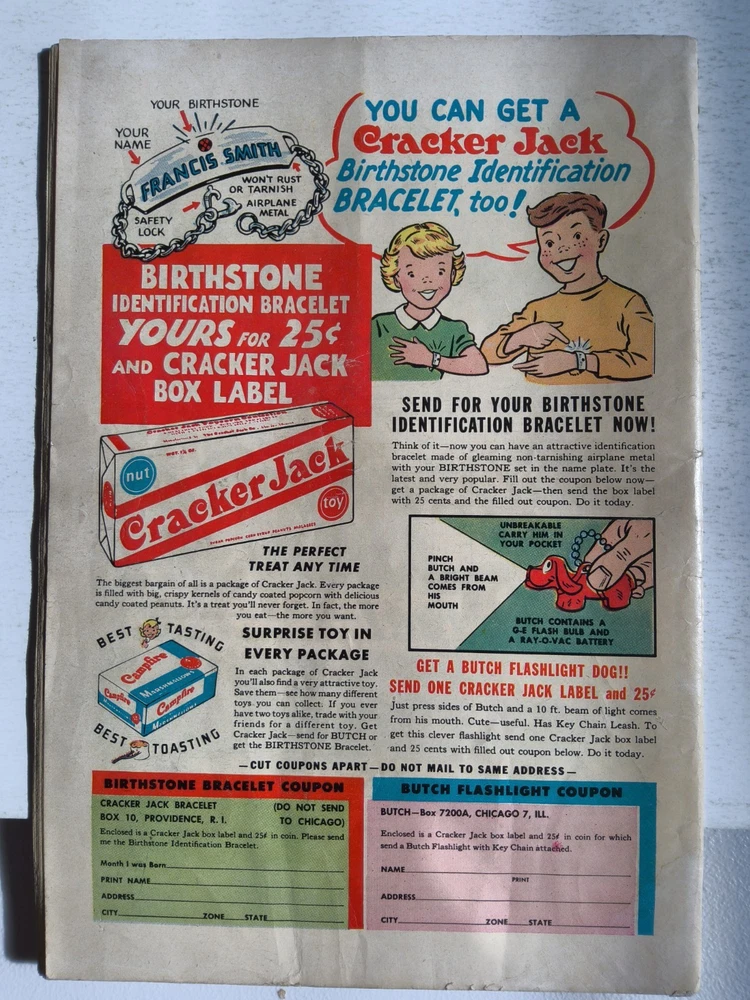 YOUR BIRTHSTONE
YOUR
NAME
FRANCIS SMITH
WON'T RUST
OR TARNISH
AIRPLANE
METAL
SAFETY
LOCK
YOU CAN GET A
Cracker Jack
Birthstone Identification
BRACELET, too!
BIRTHSTONE
IDENTIFICATION BRACELET
YOURS FOR 25¢
AND CRACKER JACK
BOX LABEL
nut
Cracker Jack
toy
THE PERFECT
TREAT ANY TIME
The biggest bargain of all is a package of Cracker Jack. Every package
is filled with big, crispy kernels of candy coated popcorn with delicious
candy coated peanuts. It's a treat you'll never forget. In fact, the more
you eat—the more you want.
BEST TASTING
Campfire
MARSHMALLOWS
Campfire
Campfire
MARSHMALLOWS
BEST TOASTING
SURPRISE TOY IN
EVERY PACKAGE
In each package of Cracker Jack
you'll also find a very attractive toy.
Save them—see how many different
toys you can collect. If you ever
have two toys alike, trade with your
friends for a different toy. Get
Cracker Jack—send for BUTCH or
get the BIRTHSTONE Bracelet.
SEND FOR YOUR BIRTHSTONE
IDENTIFICATION BRACELET NOW!
Think of it—now you can have an attractive identification
bracelet made of gleaming non-tarnishing airplane metal
with your BIRTHSTONE set in the name plate. It's the
latest and very popular. Fill out the coupon below now—
get a package of Cracker Jack—then send the box label
with 25 cents and the filled out coupon. Do it today.
UNBREAKABLE
CARRY HIM IN
YOUR POCKET
PINCH
BUTCH AND
A BRIGHT BEAM
COMES FROM
HIS
MOUTH
BUTCH CONTAINS A
G-E FLASH BULB AND
A RAY-O-VAC BATTERY
GET A BUTCH FLASHLIGHT DOG!!
SEND ONE CRACKER JACK LABEL and 25¢
Just press sides of Butch and a 10 ft. beam of light comes
from his mouth. Cute—useful. Has Key Chain Leash. To
get this clever flashlight send one Cracker Jack box label
and 25 cents with filled out coupon below. Do it today.
—CUT COUPONS APART—DO NOT MAIL TO SAME ADDRESS—
BIRTHSTONE BRACELET COUPON
CRACKER JACK BRACELET (DO NOT SEND
BOX 10, PROVIDENCE, R. I. TO CHICAGO)
Enclosed is a Cracker Jack box label and 25¢ in coin. Please send
me the Birthstone Identification Bracelet.
Month I was Born
PRINT NAME
ADDRESS
CITY ZONE STATE
BUTCH FLASHLIGHT COUPON
BUTCH—Box 7200A, CHICAGO 7, ILL.
Enclosed is a Cracker Jack box label and 25¢ in coin for which
send a Butch Flashlight with Key Chain attached.
NAME
PRINT
ADDRESS
CITY ZONE STATE